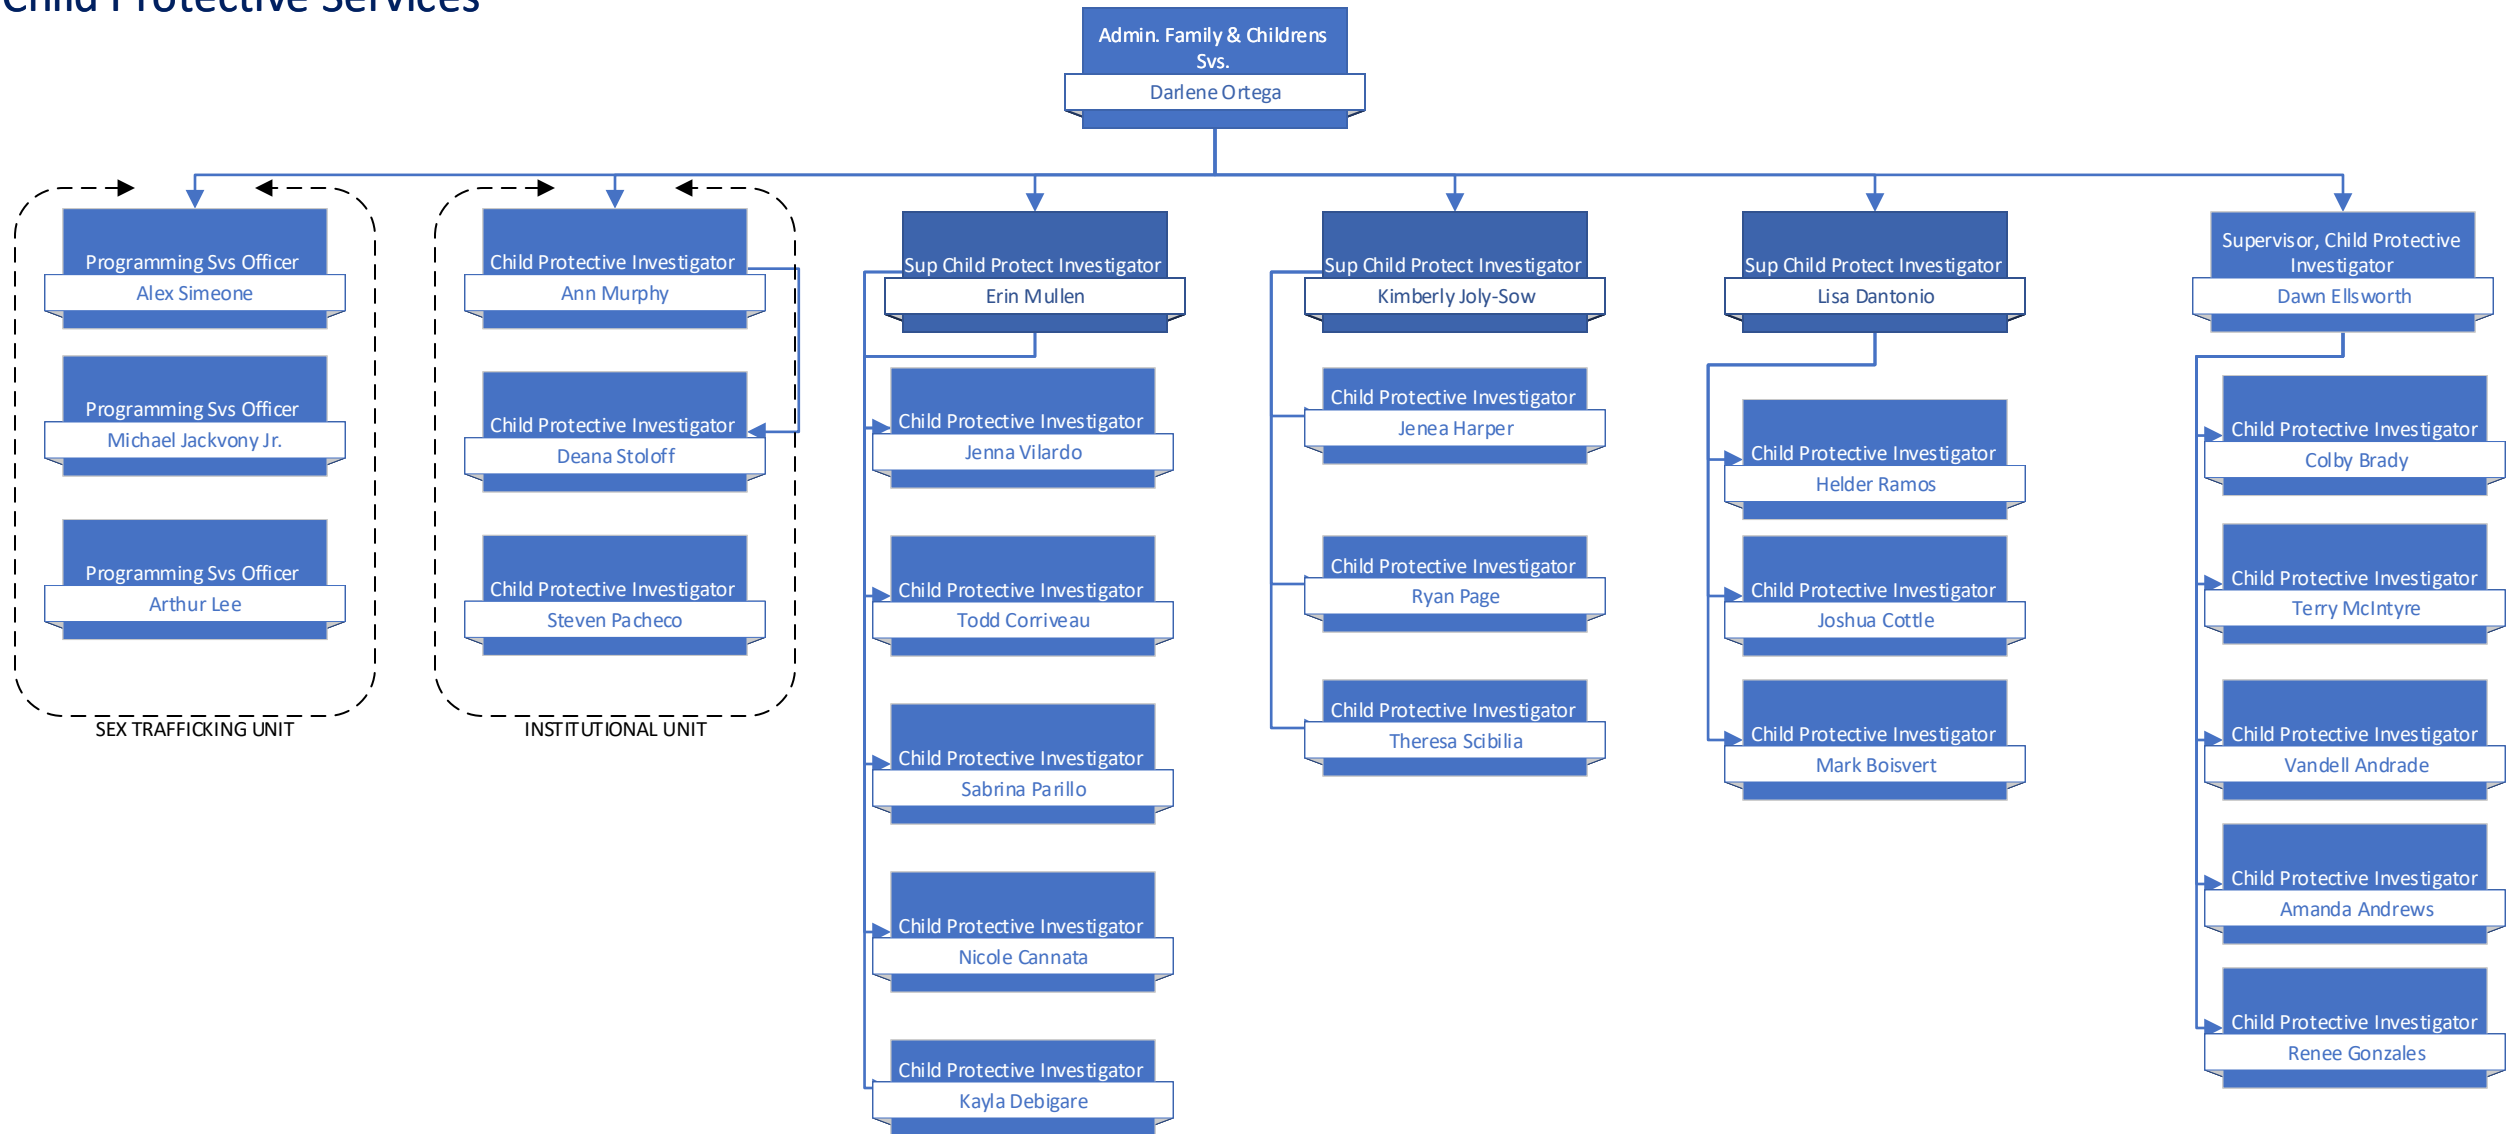 Child Protective Services
Admin. Family & Childrens
Svs.
Darlene Ortega
Programming Svs Officer
Alex Simeone
Programming Svs Officer
Michael Jackvony Jr.
Programming Svs Officer
Arthur Lee
SEX TRAFFICKING UNIT
Child Protective Investigator
Ann Murphy
Child Protective Investigator
Deana Stoloff
Child Protective Investigator
Steven Pacheco
INSTITUTIONAL UNIT
Sup Child Protect Investigator
Erin Mullen
Child Protective Investigator
Jenna Vilardo
Child Protective Investigator
Todd Corriveau
Child Protective Investigator
Sabrina Parillo
Child Protective Investigator
Nicole Cannata
Child Protective Investigator
Kayla Debigare
Sup Child Protect Investigator
Kimberly Joly-Sow
Child Protective Investigator
Jenea Harper
Child Protective Investigator
Ryan Page
Child Protective Investigator
Theresa Scibilia
Sup Child Protect Investigator
Lisa Dantonio
Child Protective Investigator
Helder Ramos
Child Protective Investigator
Joshua Cottle
Child Protective Investigator
Mark Boisvert
Supervisor, Child Protective
Investigator
Dawn Ellsworth
Child Protective Investigator
Colby Brady
Child Protective Investigator
Terry McIntyre
Child Protective Investigator
Vandell Andrade
Child Protective Investigator
Amanda Andrews
Child Protective Investigator
Renee Gonzales